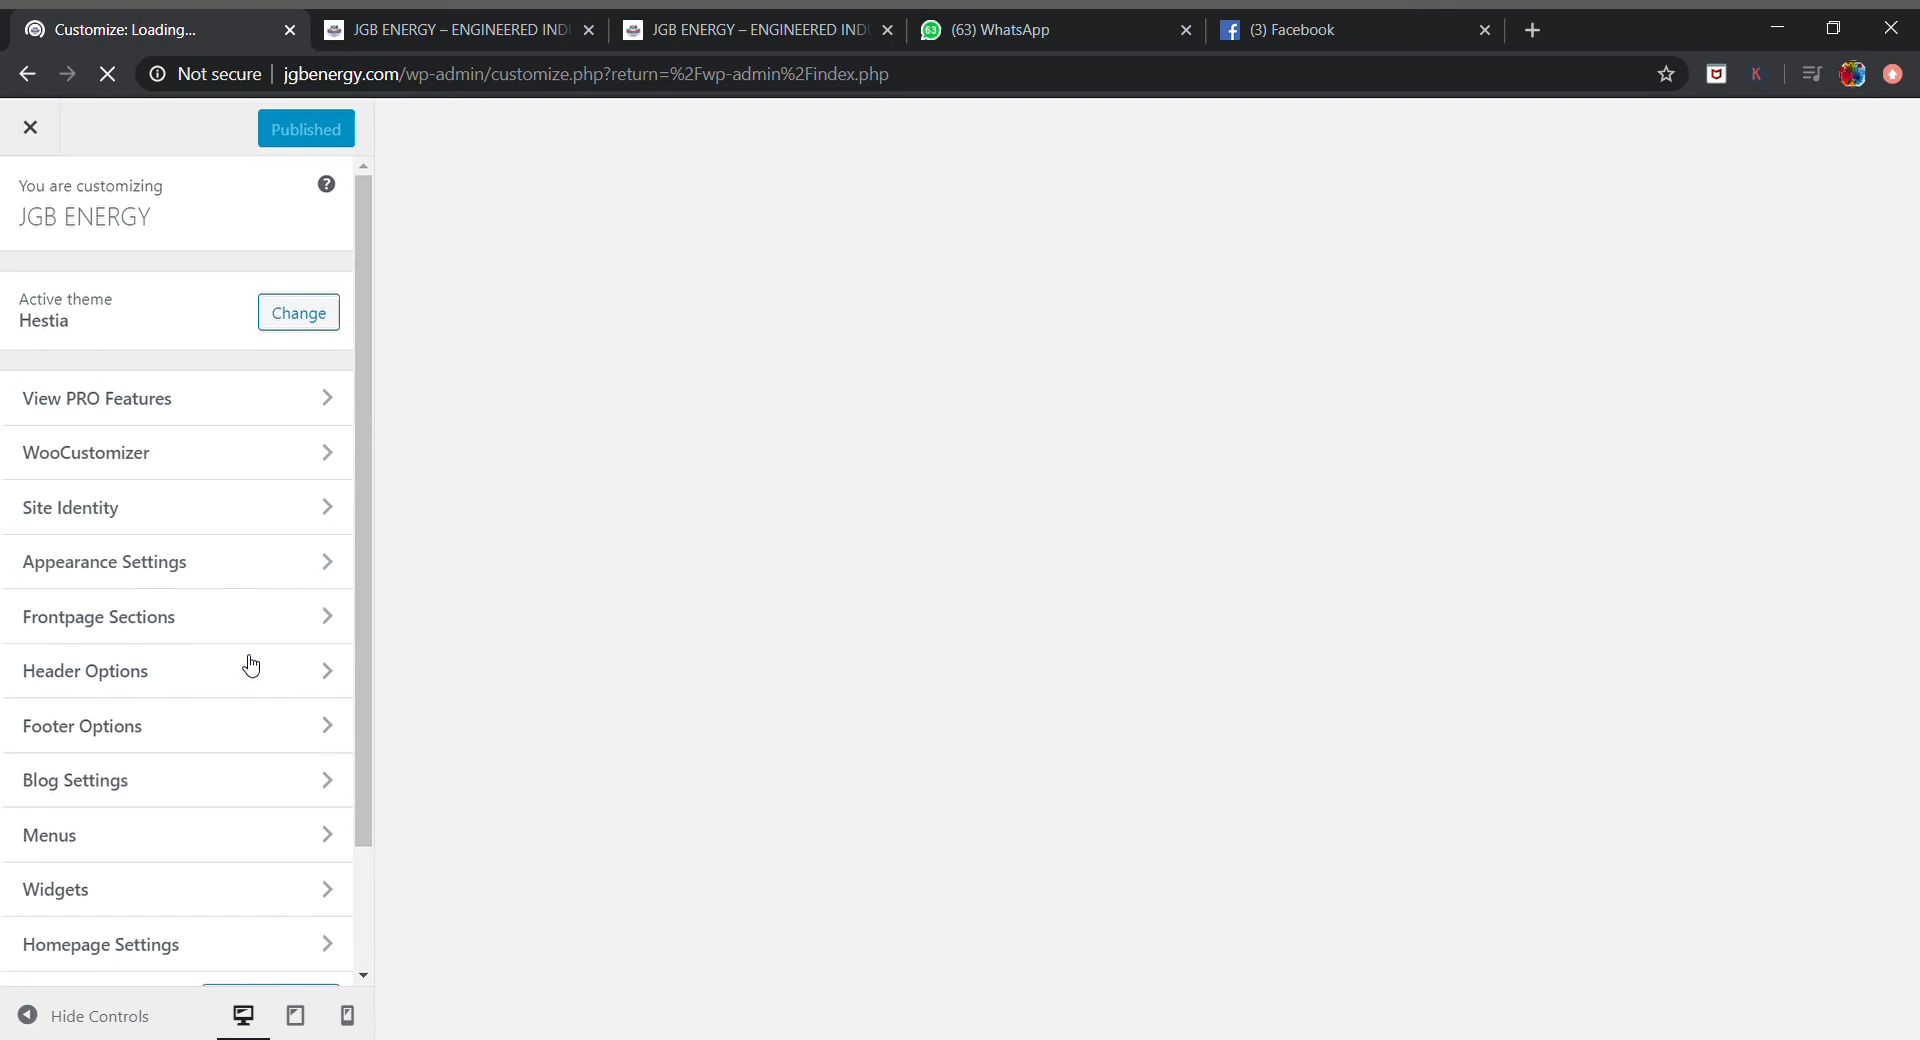 Customize: Loading...
JGB ENERGY – ENGINEERED IND
JGB ENERGY – ENGINEERED IND
63
(63) WhatsApp
(3) Facebook
Not secure
jgbenergy.com/wp-admin/customize.php?return=%2Fwp-admin%2Findex.php
K
Published
You are customizing
JGB ENERGY
Active theme
Hestia
Change
View PRO Features
WooCustomizer
Site Identity
Appearance Settings
Frontpage Sections
Header Options
Footer Options
Blog Settings
Menus
Widgets
Homepage Settings
Hide Controls